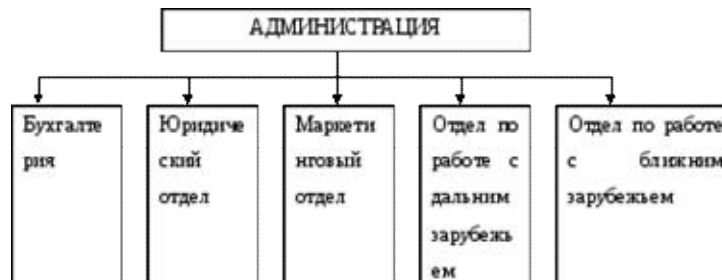 АДМИНИСТРАЦИЯ
Бухгалте
рия
Юридиче
ский
отдел
Маркети
нговый
отдел
Отдел по
работе с
дальним
зарубежь
ем
Отдел по работе
с ближним
зарубежьем